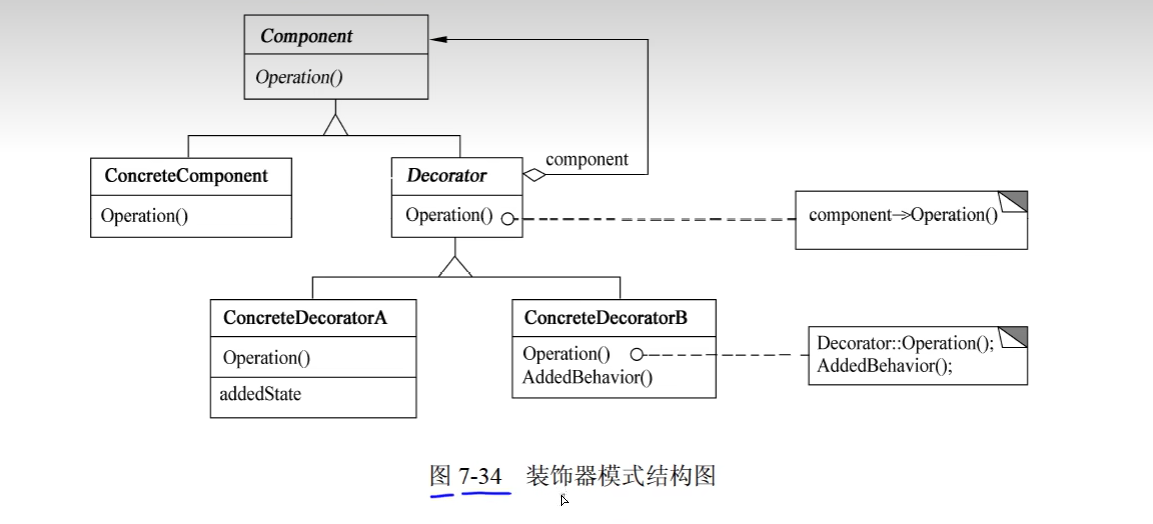 Component
Operation()
component
ConcreteComponent
Operation()
Decorator
Operation()
component->Operation()
ConcreteDecoratorA
Operation()
addedState
ConcreteDecoratorB
Operation()
AddedBehavior()
Decorator::Operation();
AddedBehavior();
图 7-34 装饰器模式结构图